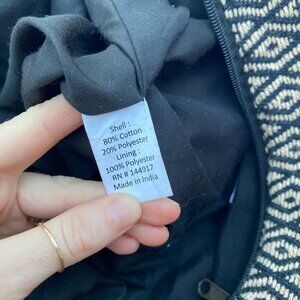 Shell :
80% Cotton
20% Polyester
Lining :
100% Polyester
RN # 144917
Made in India